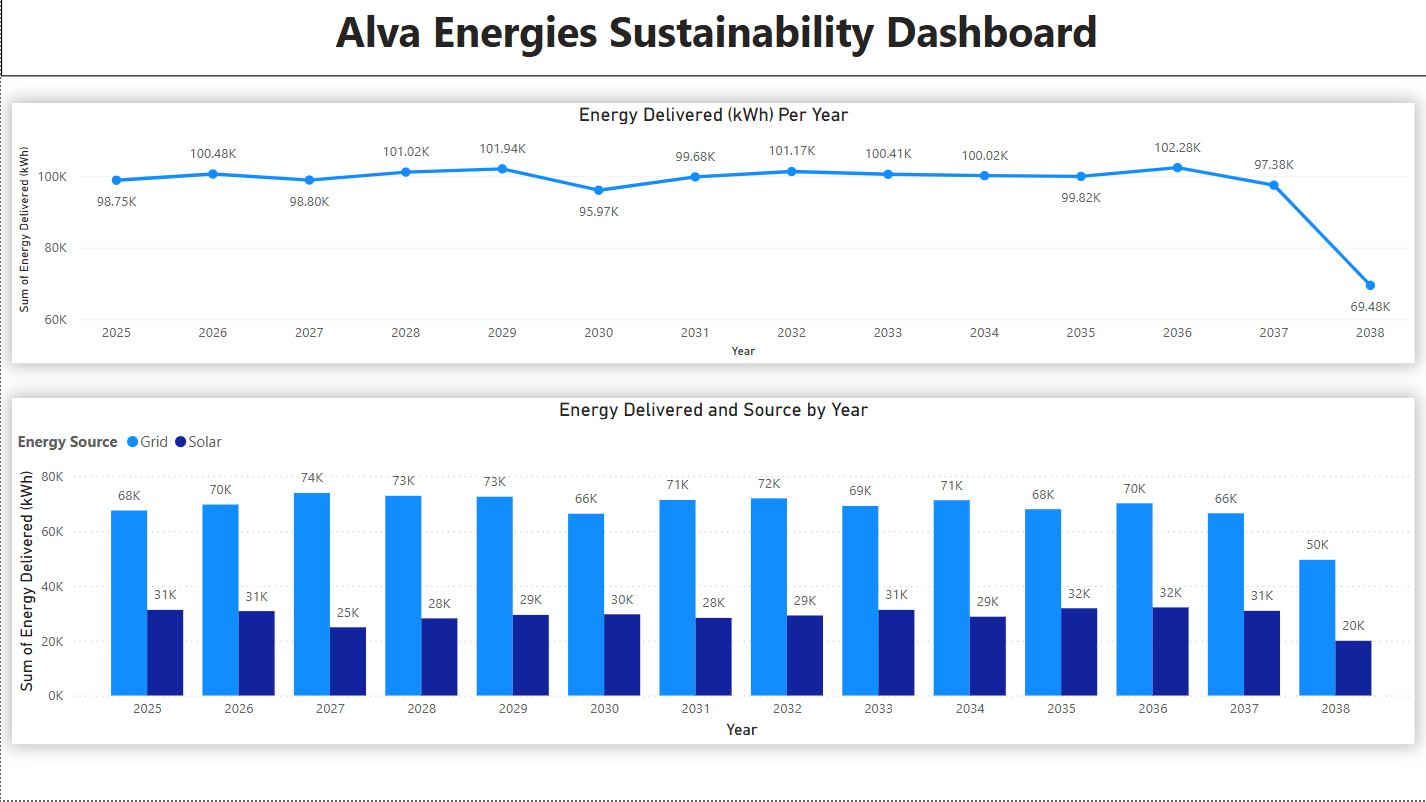 Alva Energies Sustainability Dashboard
Energy Delivered (kWh) Per Year
Sum of Energy Delivered (kWh)
100K
80K
60K
98.75K
100.48K
98.80K
101.02K
101.94K
95.97K
99.68K
101.17K
100.41K
100.02K
99.82K
102.28K
97.38K
69.48K
2025 2026 2027 2028 2029 2030 2031 2032 2033 2034 2035 2036 2037 2038
Year
Energy Delivered and Source by Year
Energy Source Grid Solar
Sum of Energy Delivered (kWh)
80K
60K
40K
20K
0K
68K 31K
70K 31K
74K 25K
73K 28K
73K 29K
66K 30K
71K 28K
72K 29K
69K 31K
71K 29K
68K 32K
70K 32K
66K 31K
50K 20K
2025 2026 2027 2028 2029 2030 2031 2032 2033 2034 2035 2036 2037 2038
Year